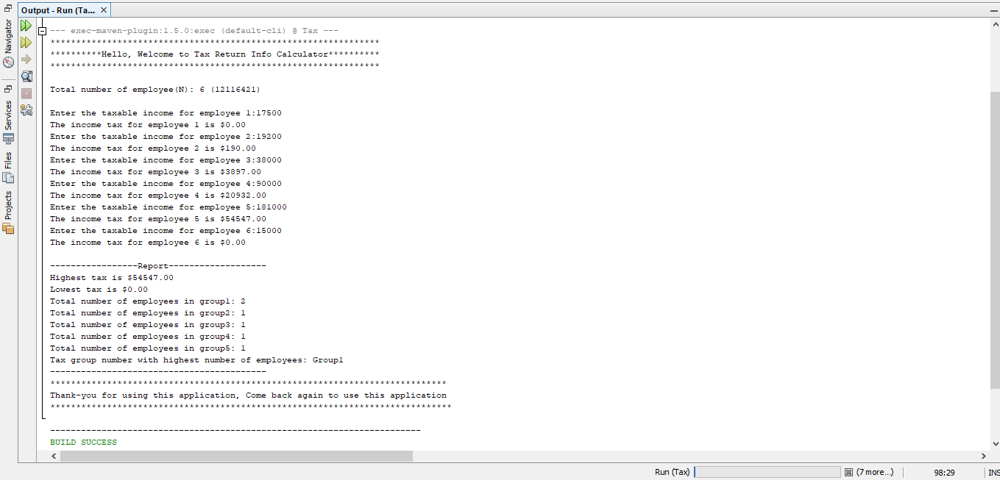 Output - Run (Ta... ×
Navigator
Services
Files
Projects
--- exec-maven-plugin:1.5.0:exec (default-cli) @ Tax ---
****************************************************************
**********Hello, Welcome to Tax Return Info Calculator**********
****************************************************************
Total number of employee(N): 6 (12116421)
Enter the taxable income for employee 1:17500
The income tax for employee 1 is $0.00
Enter the taxable income for employee 2:19200
The income tax for employee 2 is $190.00
Enter the taxable income for employee 3:38000
The income tax for employee 3 is $3897.00
Enter the taxable income for employee 4:90000
The income tax for employee 4 is $20932.00
Enter the taxable income for employee 5:181000
The income tax for employee 5 is $54547.00
Enter the taxable income for employee 6:15000
The income tax for employee 6 is $0.00
-----------------Report-------------------
Highest tax is $54547.00
Lowest tax is $0.00
Total number of employees in group1: 2
Total number of employees in group2: 1
Total number of employees in group3: 1
Total number of employees in group4: 1
Total number of employees in group5: 1
Tax group number with highest number of employees: Group1
------------------------------------------
*****************************************************************************
Thank-you for using this application, Come back again to use this application
******************************************************************************
------------------------------------------------------------------------
BUILD SUCCESS
Run (Tax) (7 more...) 98:29 INS